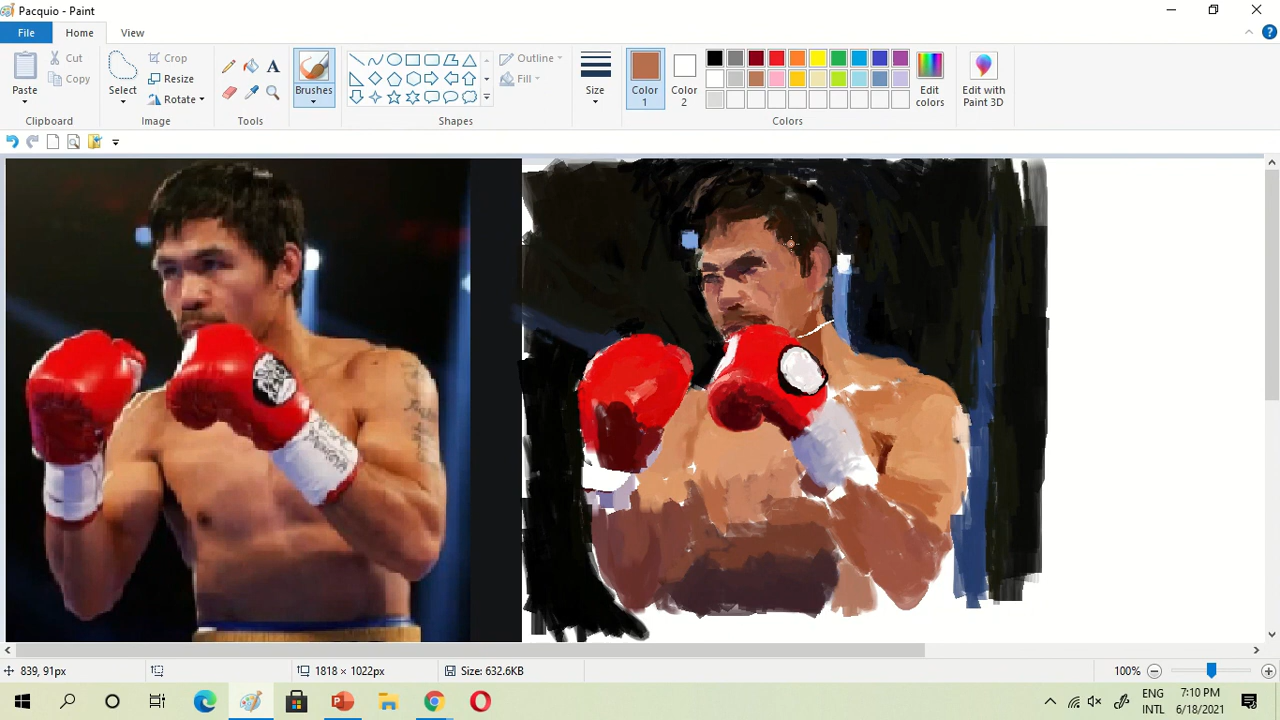 Pacquio - Paint
File Home View
Paste
Cut
Copy
Clipboard
Select
Crop
Resize
Rotate
Image
Tools
Brushes
Outline
Fill
Shapes
Size
Color 1
Color 2
Edit colors
Edit with Paint 3D
Colors
839, 91px
1818 × 1022px
Size: 632.6KB
100%
ENG
INTL
7:10 PM
6/18/2021